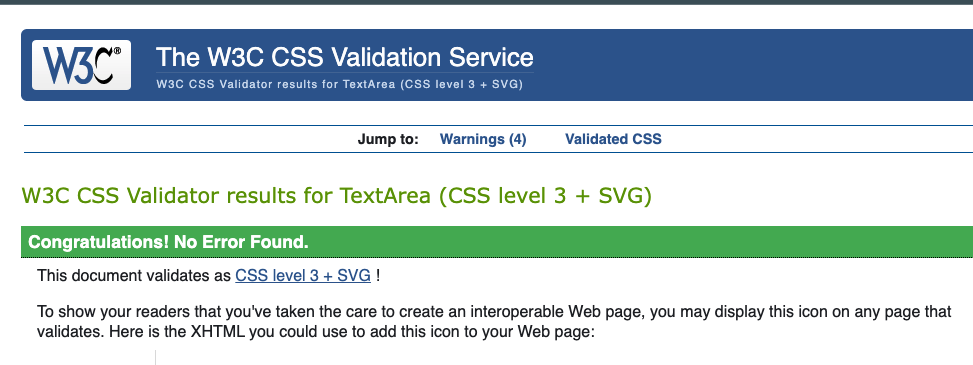 W3C®
The W3C CSS Validation Service
W3C CSS Validator results for TextArea (CSS level 3 + SVG)
Jump to: Warnings (4) Validated CSS
W3C CSS Validator results for TextArea (CSS level 3 + SVG)
Congratulations! No Error Found.
This document validates as CSS level 3 + SVG !
To show your readers that you've taken the care to create an interoperable Web page, you may display this icon on any page that
validates. Here is the XHTML you could use to add this icon to your Web page: